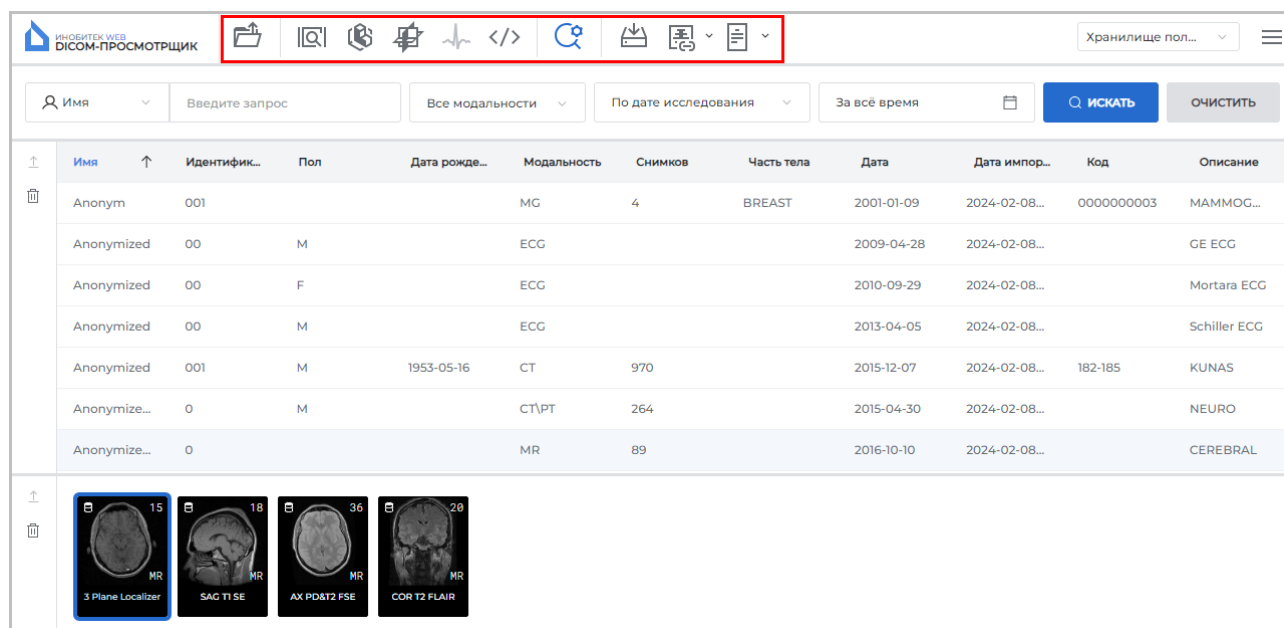 ИНОБИТЕК WEB
DICOM-ПРОСМОТРЩИК
Хранилище пол...
Имя Введите запрос Все модальности По дате исследования За всё время ИСКАТЬ ОЧИСТИТЬ
Имя Идентифик... Пол Дата рожде... Модальность Снимков Часть тела Дата Дата импор... Код Описание
Anonym 001 MG 4 BREAST 2001-01-09 2024-02-08... 0000000003 MAMMOG...
Anonymized 00 M ECG 2009-04-28 2024-02-08... GE ECG
Anonymized 00 F ECG 2010-09-29 2024-02-08... Mortara ECG
Anonymized 00 M ECG 2013-04-05 2024-02-08... Schiller ECG
Anonymized 001 M 1953-05-16 CT 970 2015-12-07 2024-02-08... 182-185 KUNAS
Anonymize... 0 M CT\PT 264 2015-04-30 2024-02-08... NEURO
Anonymize... 0 MR 89 2016-10-10 2024-02-08... CEREBRAL
15 18 36 20
MR MR MR MR
3 Plane Localizer SAG T1 SE AX PD&T2 FSE COR T2 FLAIR